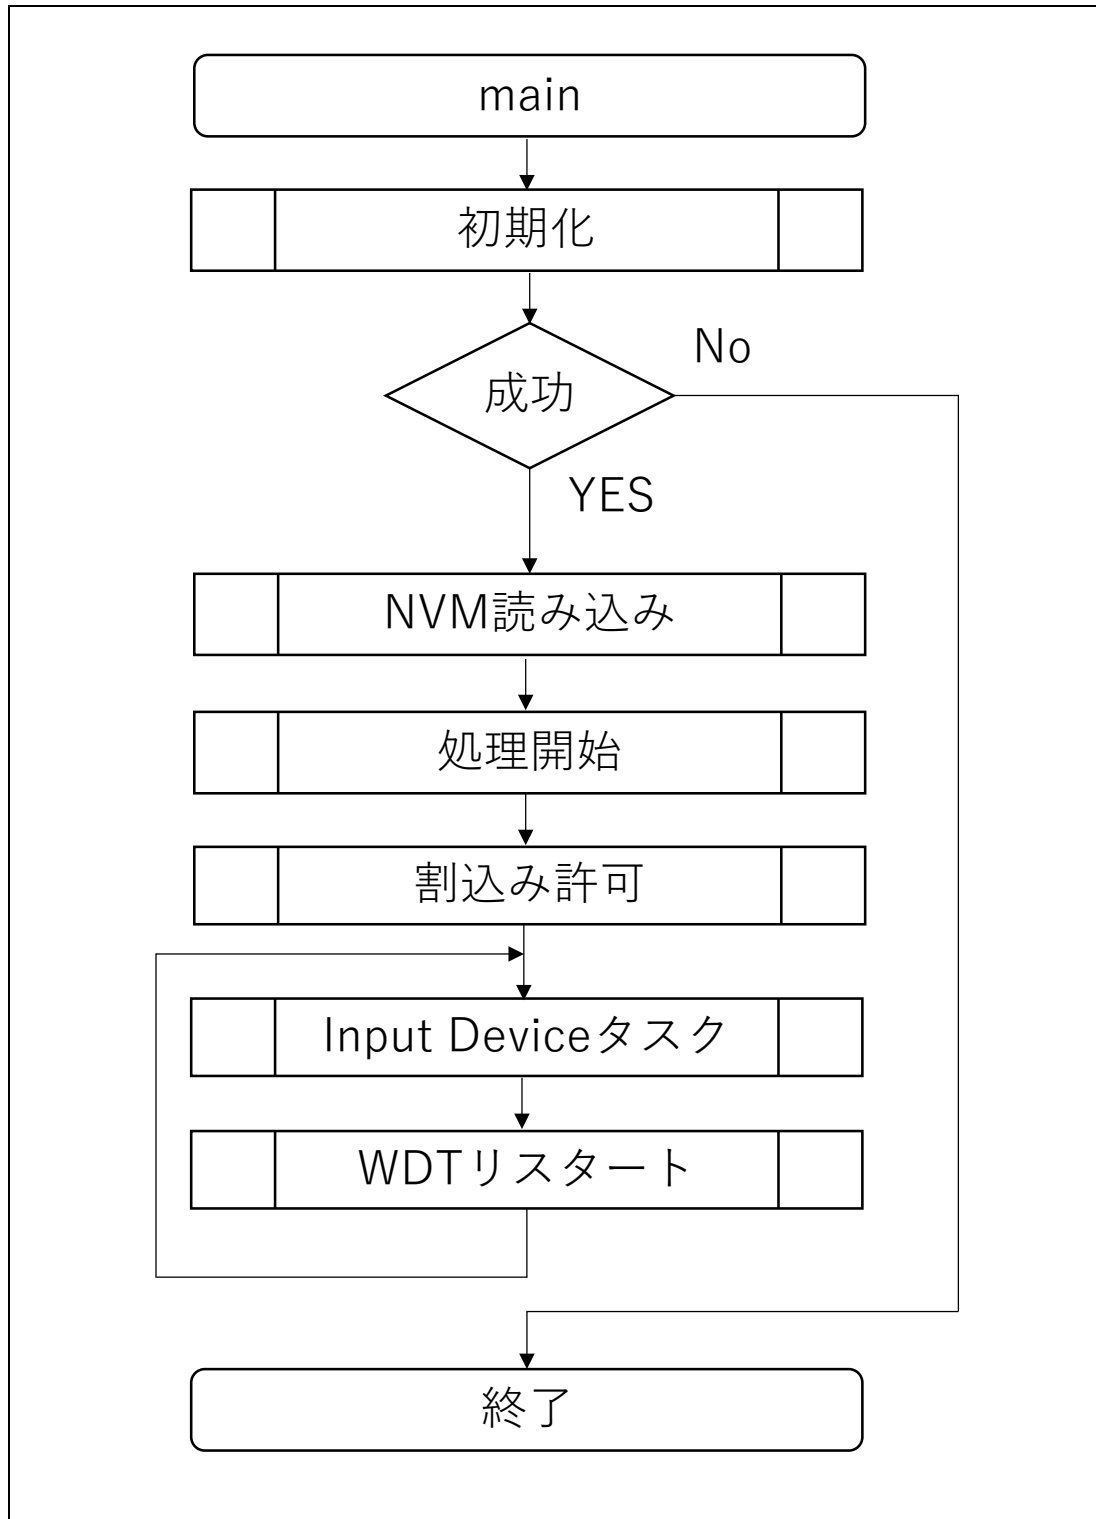 main
初期化
成功
No
YES
NVM読み込み
処理開始
割込み許可
Input Deviceタスク
WDTリスタート
終了